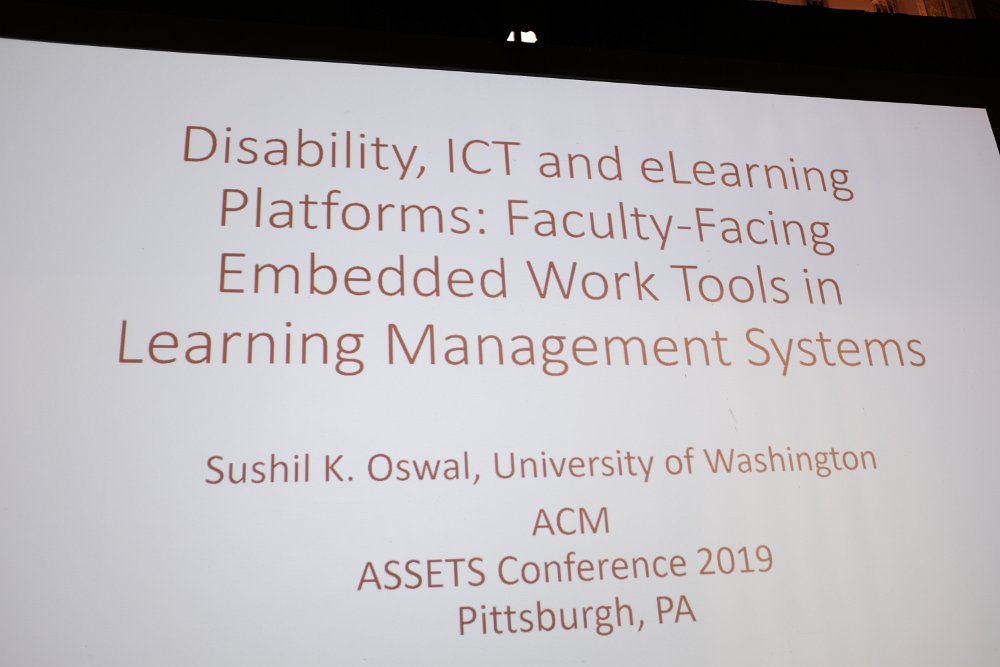 Disability, ICT and eLearning
Platforms: Faculty-Facing
Embedded Work Tools in
Learning Management Systems
Sushil K. Oswal, University of Washington
ACM
ASSETS Conference 2019
Pittsburgh, PA